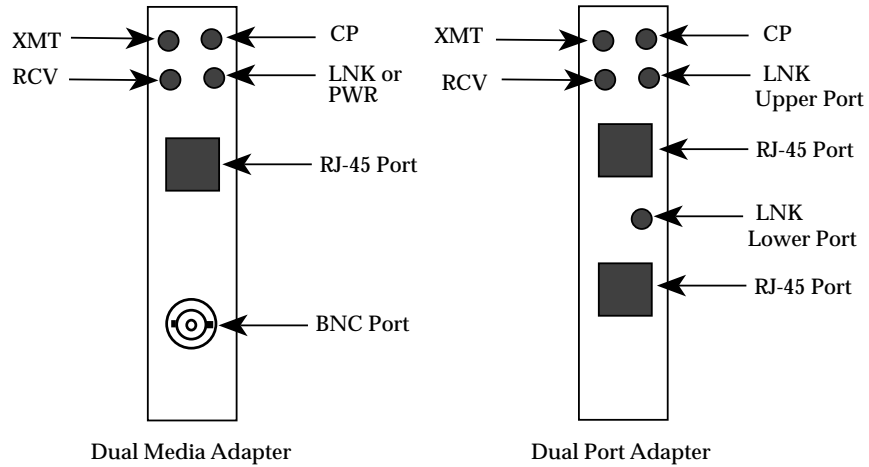 XMT
CP
RCV
LNK or
PWR
RJ-45 Port
BNC Port
Dual Media Adapter
XMT
CP
RCV
LNK
Upper Port
RJ-45 Port
LNK
Lower Port
RJ-45 Port
Dual Port Adapter